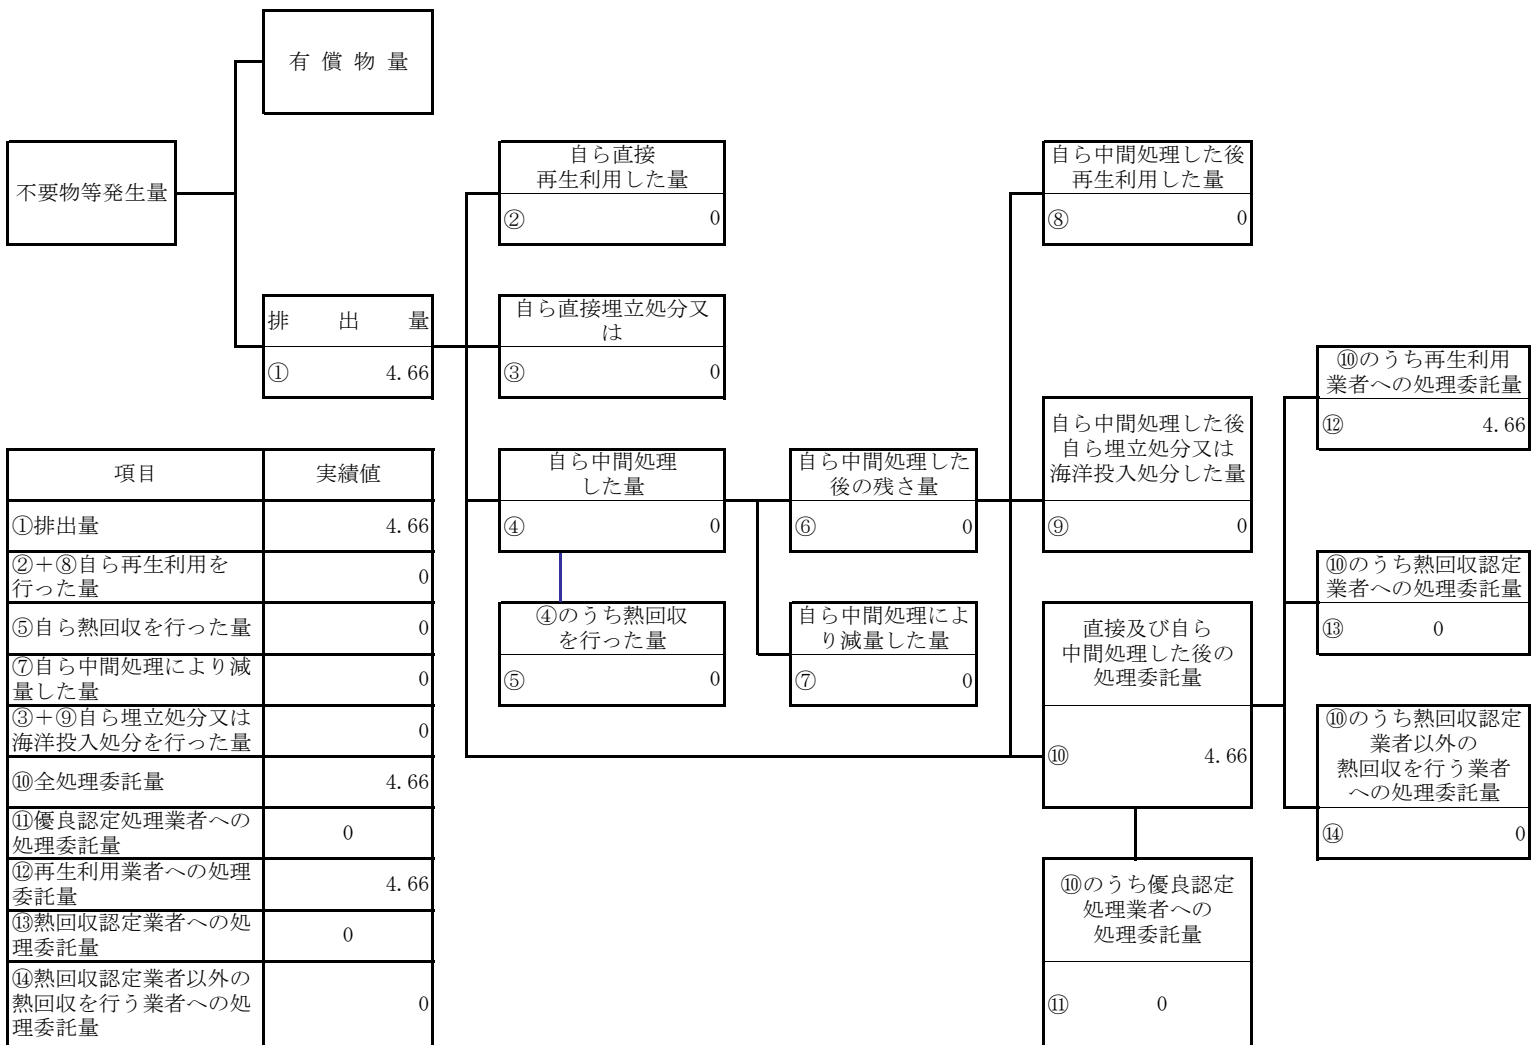 有 償 物 量
不要物等発生量
自ら直接
再生利用した量
② 0
自ら中間処理した後
再生利用した量
⑧ 0
排 出 量
① 4.66
自ら直接埋立処分又
は
③ 0
⑩のうち再生利用
業者への処理委託量
⑫ 4.66
自ら中間処理した後
自ら埋立処分又は
海洋投入処分した量
⑨ 0
自ら中間処理
した量
④ 0
自ら中間処理した
後の残さ量
⑥ 0
⑩のうち熱回収認定
業者への処理委託量
⑬ 0
④のうち熱回収
を行った量
⑤ 0
自ら中間処理によ
り減量した量
⑦ 0
直接及び自ら
中間処理した後の
処理委託量
⑩ 4.66
⑩のうち熱回収認定
業者以外の
熱回収を行う業者
への処理委託量
⑭ 0
⑩のうち優良認定
処理業者への
処理委託量
⑪ 0
項目 実績値
①排出量 4.66
②+⑧自ら再生利用を
行った量 0
⑤自ら熱回収を行った量 0
⑦自ら中間処理により減
量した量 0
③+⑨自ら埋立処分又は
海洋投入処分を行った量 0
⑩全処理委託量 4.66
⑪優良認定処理業者への
処理委託量 0
⑫再生利用業者への処理
委託量 4.66
⑬熱回収認定業者への処
理委託量 0
⑭熱回収認定業者以外の
熱回収を行う業者への処
理委託量 0